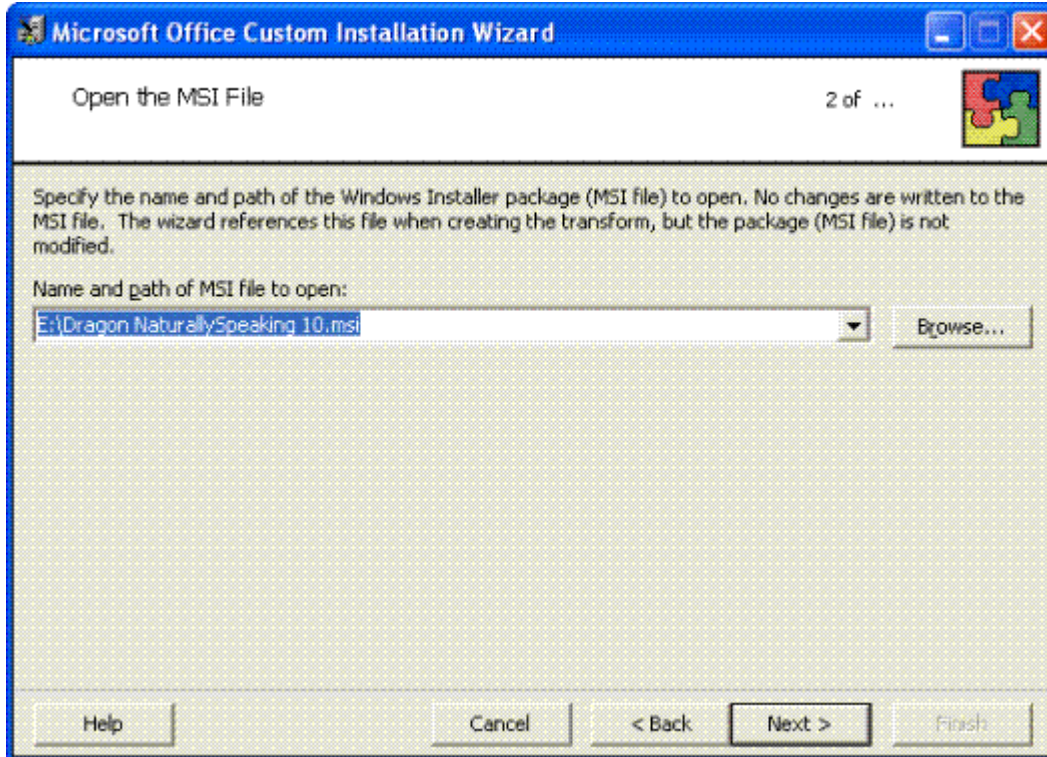 Microsoft Office Custom Installation Wizard
Open the MSI File
2 of ...
Specify the name and path of the Windows Installer package (MSI file) to open. No changes are written to the
MSI file. The wizard references this file when creating the transform, but the package (MSI file) is not
modified.
Name and path of MSI file to open:
E:\Dragon NaturallySpeaking 10.msi
Browse...
Help
Cancel
< Back
Next >
Finish